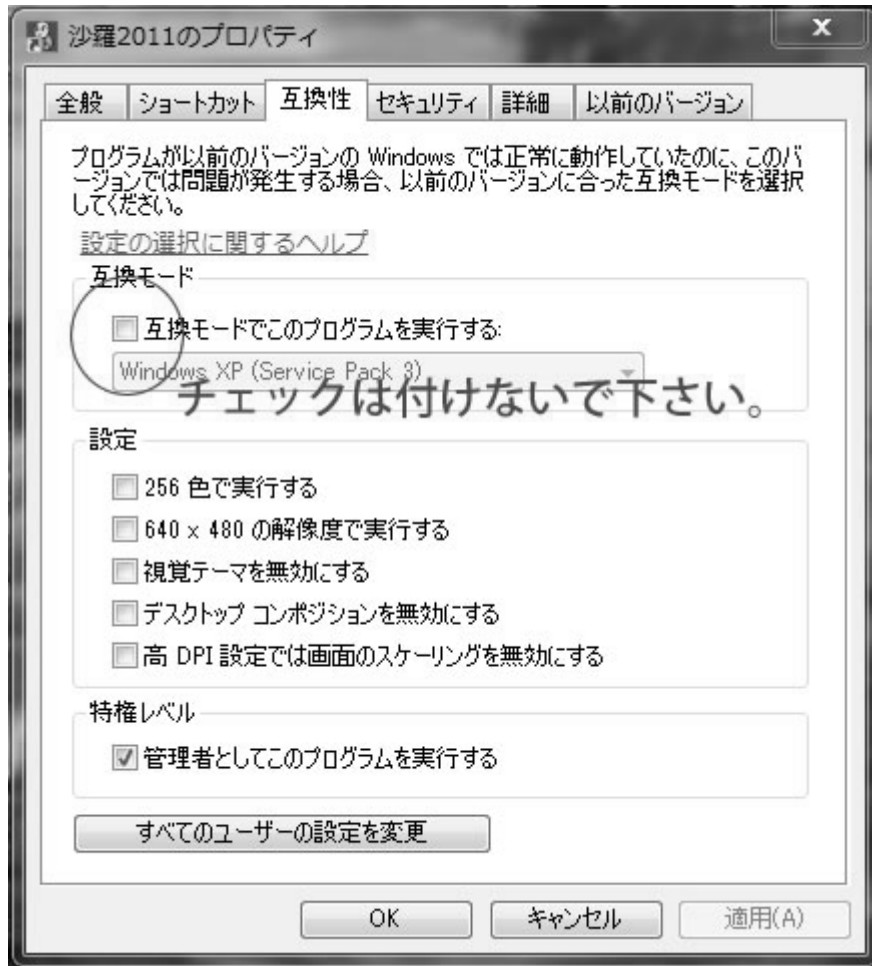 沙羅2011のプロパティ
x
全般 ショートカット 互換性 セキュリティ 詳細 以前のバージョン
プログラムが以前のバージョンの Windows では正常に動作していたのに、このバ
ージョンでは問題が発生する場合、以前のバージョンに合った互換モードを選択
してください。
設定の選択に関するヘルプ
互換モード
互換モードでこのプログラムを実行する:
Windows XP (Service Pack 3)
チェックは付けないで下さい。
設定
256 色で実行する
640 x 480 の解像度で実行する
視覚テーマを無効にする
デスクトップ コンポジションを無効にする
高 DPI 設定では画面のスケーリングを無効にする
特権レベル
管理者としてこのプログラムを実行する
すべてのユーザーの設定を変更
OK キャンセル 適用(A)